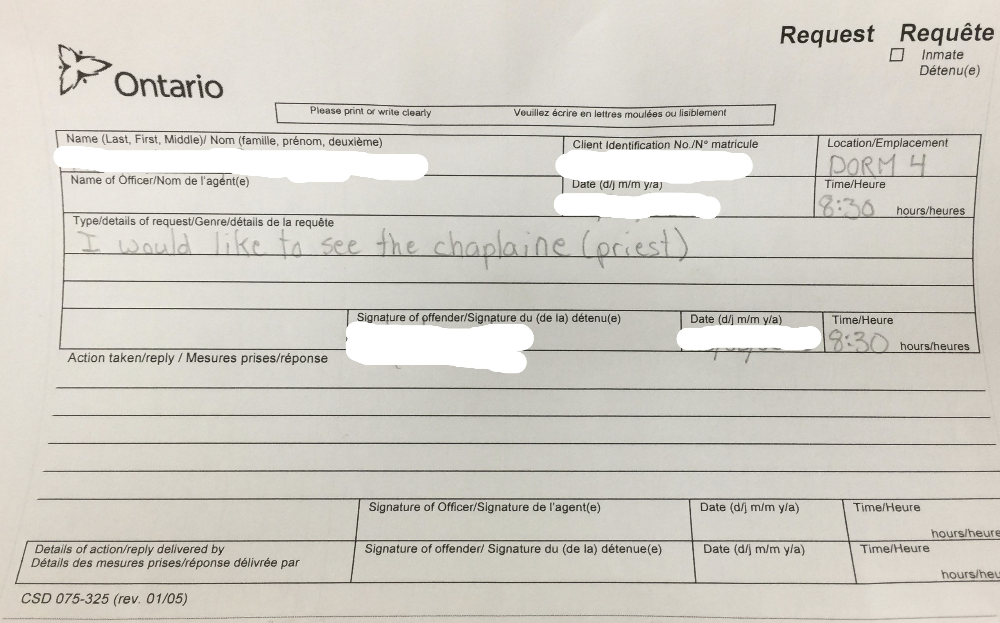 Request Requête
Inmate
Détenu(e)
Ontario
Please print or write clearly Veuillez écrire en lettres moulées ou lisiblement
Name (Last, First, Middle)/ Nom (famille, prénom, deuxième) Client Identification No./N° matricule Location/Emplacement
DORM 4
Name of Officer/Nom de l'agent(e) Date (d/j m/m y/a) Time/Heure
8:30 hours/heures
Type/details of request/Genre/détails de la requête
I would like to see the chaplaine (priest)
Signature of offender/Signature du (de la) détenu(e) Date (d/j m/m y/a) Time/Heure
8:30 hours/heures
Action taken/reply / Mesures prises/réponse
Signature of Officer/Signature de l'agent(e) Date (d/j m/m y/a) Time/Heure
hours/heure
Details of action/reply delivered by Signature of offender/ Signature du (de la) détenue(e) Date (d/j m/m y/a) Time/Heure
Détails des mesures prises/réponse délivrée par
hours/heu
CSD 075-325 (rev. 01/05)